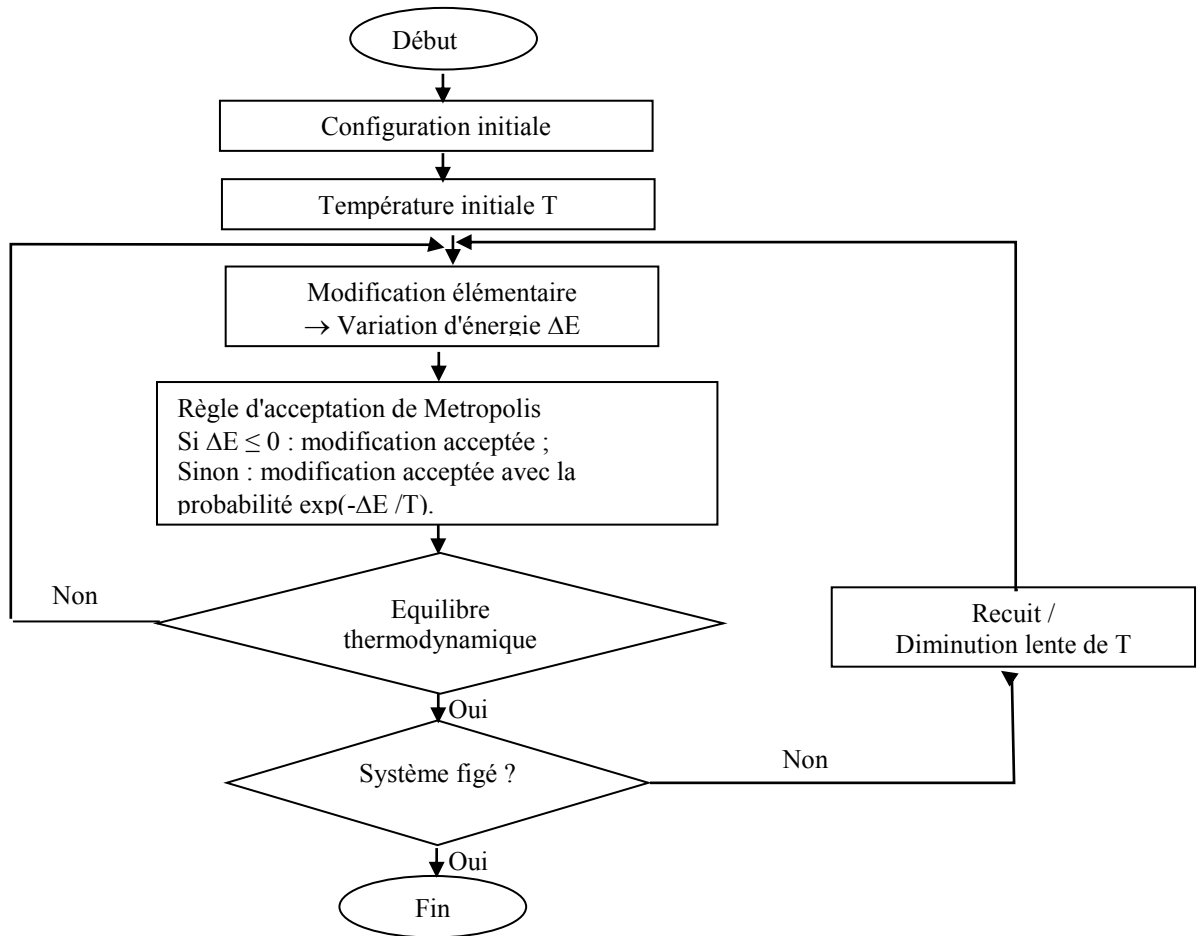 Début
Configuration initiale
Température initiale T
Modification élémentaire
→ Variation d'énergie ΔE
Règle d'acceptation de Metropolis
Si ΔE ≤ 0 : modification acceptée ;
Sinon : modification acceptée avec la
probabilité exp(-ΔE /T).
Non
Equilibre
thermodynamique
Recuit /
Diminution lente de T
Oui
Système figé ?
Non
Oui
Fin